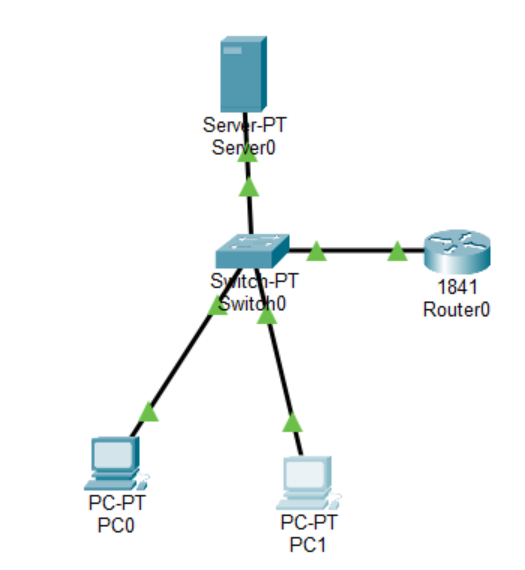 Server-PT
Server0
Switch-PT
Switch0
1841
Router0
PC-PT
PC0
PC-PT
PC1